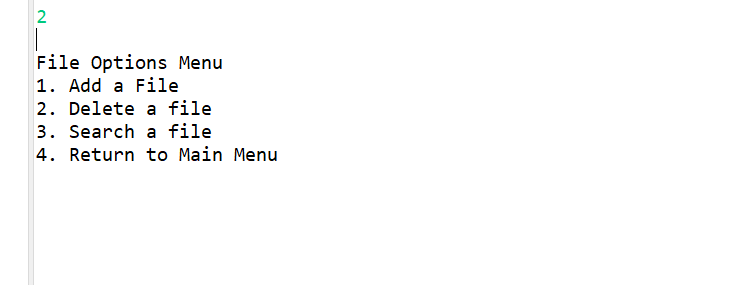 2
File Options Menu
1. Add a File
2. Delete a file
3. Search a file
4. Return to Main Menu